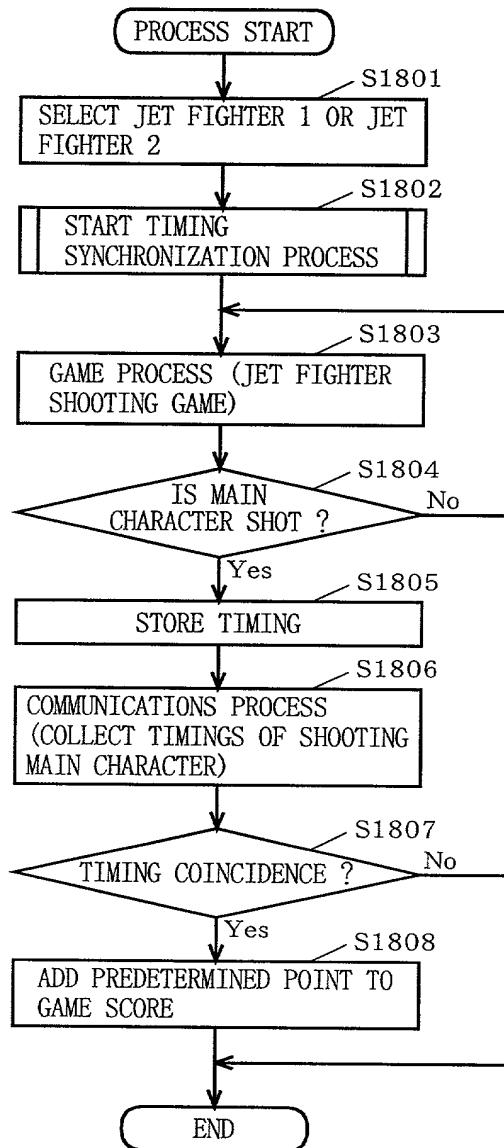 PROCESS START
S1801
SELECT JET FIGHTER 1 OR JET
FIGHTER 2
S1802
START TIMING
SYNCHRONIZATION PROCESS
S1803
GAME PROCESS (JET FIGHTER
SHOOTING GAME)
S1804
IS MAIN
CHARACTER SHOT ?
No
Yes
S1805
STORE TIMING
S1806
COMMUNICATIONS PROCESS
(COLLECT TIMINGS OF SHOOTING
MAIN CHARACTER)
S1807
TIMING COINCIDENCE ?
No
Yes
S1808
ADD PREDETERMINED POINT TO
GAME SCORE
END